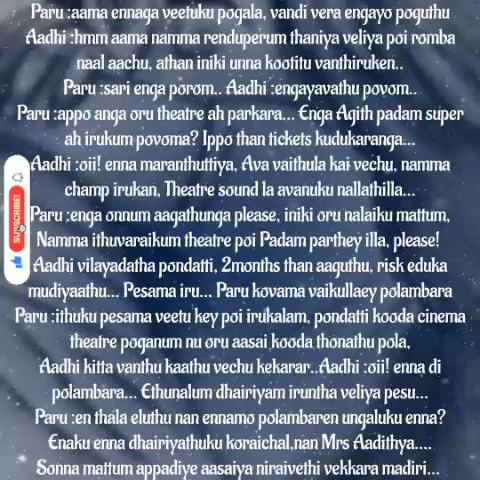 Paru :aama ennaga veetuku pogala, vandi vera engayo poguthu
Aadhi :hmm aama namma renduperum thaniya veliya poi romba
naal aachu, athan iniki unna kootitu vanthiruken..
Paru :sari enga porom.. Aadhi :engayavathu povom..
Paru :appo anga oru theatre ah parkara... Enga Agith padam super
ah irukum povoma? Ippo than tickets kudukaranga...
Aadhi :oii! enna maranthuttiya, Ava vaithula kai vechu, namma
champ irukan, Theatre sound la avanuku nallathilla...
Paru :enga onnum aagathunga please, iniki oru nalaiku mattum,
Namma ithuvaraikum theatre poi Padam parthey illa, please!
Aadhi vilayadatha pondatti, 2months than aaguthu, risk eduka
mudiyaathu... Pesama iru... Paru kovama vaikullaey polambara
Paru :ithuku pesama veetu key poi irukalam, pondatti kooda cinema
theatre poganum nu oru aasai kooda thonathu pola,
Aadhi kitta vanthu kaathu vechu kekarar..Aadhi :oii! enna di
polambara... Ethunalum dhairiyam iruntha veliya pesu...
Paru :en thala eluthu nan ennamo polambaren ungaluku enna?
Enaku enna dhairiyathuku koraichal,nan Mrs Aadithya....
Sonna mattum appadiye aasaiya niraivethi vekkara madiri...
SUBSCRIBE!